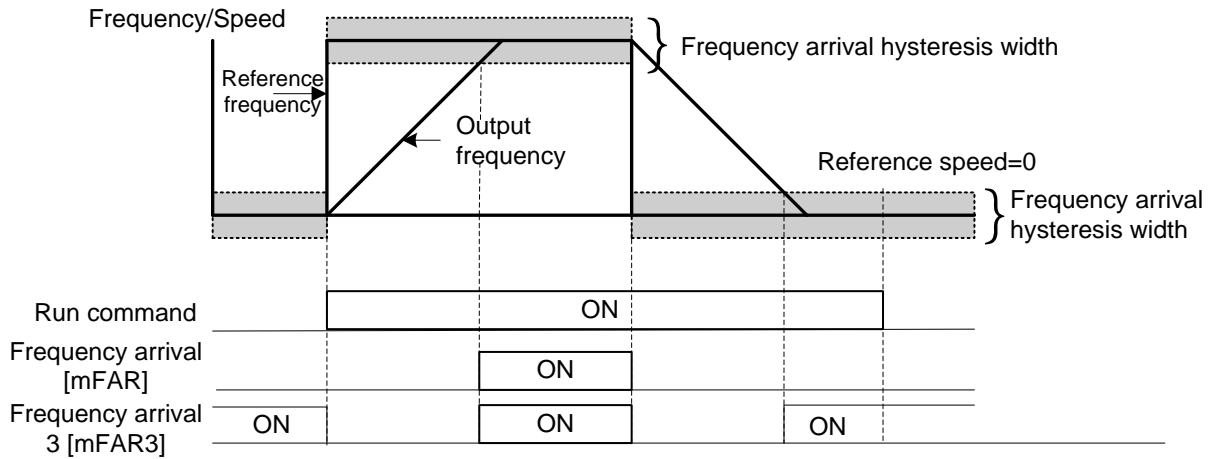 Frequency/Speed
Frequency arrival hysteresis width
Reference
frequency
Output
frequency
Reference speed=0
Frequency arrival
hysteresis width
Run command
ON
Frequency arrival
[mFAR]
ON
Frequency arrival
3 [mFAR3]
ON
ON
ON